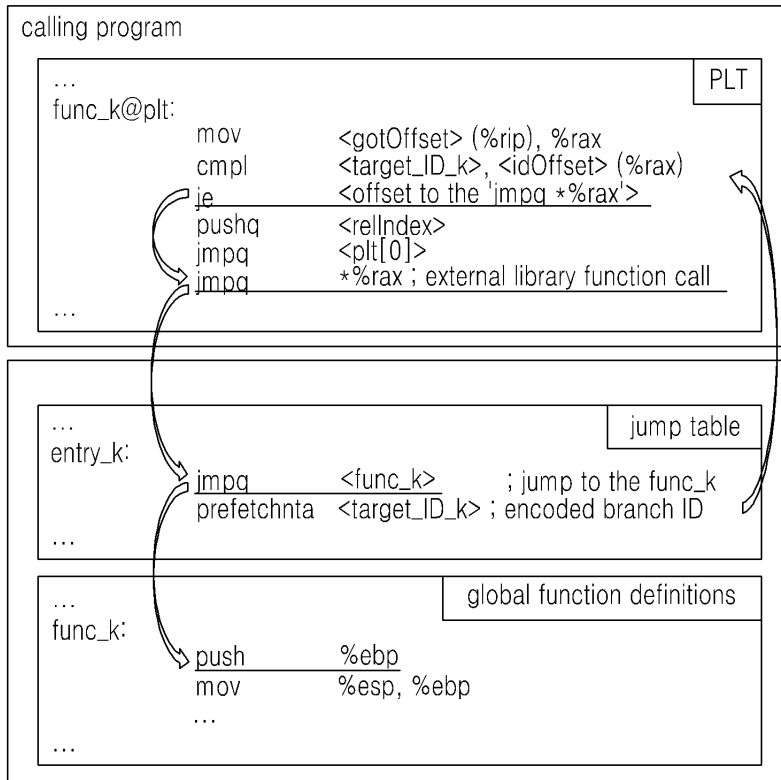 calling program
PLT
...
func_k@plt:
mov <gotOffset> (%rip), %rax
cmpl <target_ID_k>, <idOffset> (%rax)
je <offset to the 'jmpq *%rax'>
pushq <relIndex>
jmpq <plt[0]>
jmpq *%rax ; external library function call
...
jump table
...
entry_k:
jmpq <func_k> ; jump to the func_k
prefetchnta <target_ID_k> ; encoded branch ID
...
global function definitions
...
func_k:
push %ebp
mov %esp, %ebp
...
...